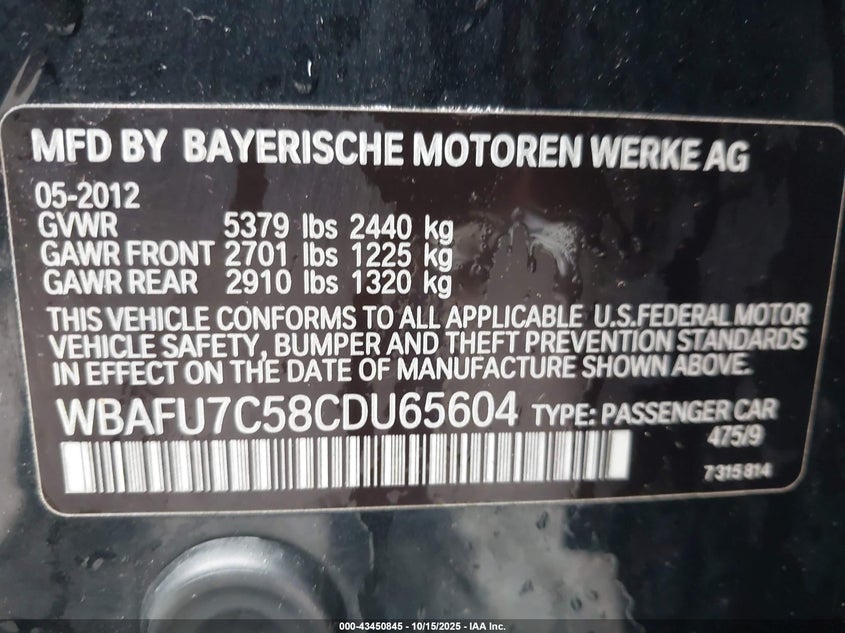 MFD BY BAYERISCHE MOTOREN WERKE AG
05-2012
GVWR 5379 lbs 2440 kg
GAWR FRONT 2701 lbs 1225 kg
GAWR REAR 2910 lbs 1320 kg
THIS VEHICLE CONFORMS TO ALL APPLICABLE U.S.FEDERAL MOTOR
VEHICLE SAFETY, BUMPER AND THEFT PREVENTION STANDARDS
IN EFFECT ON THE DATE OF MANUFACTURE SHOWN ABOVE.
WBAFU7C58CDU65604 TYPE: PASSENGER CAR
475/9
7 315 814
000-43450845 - 10/15/2025 - IAA Inc.